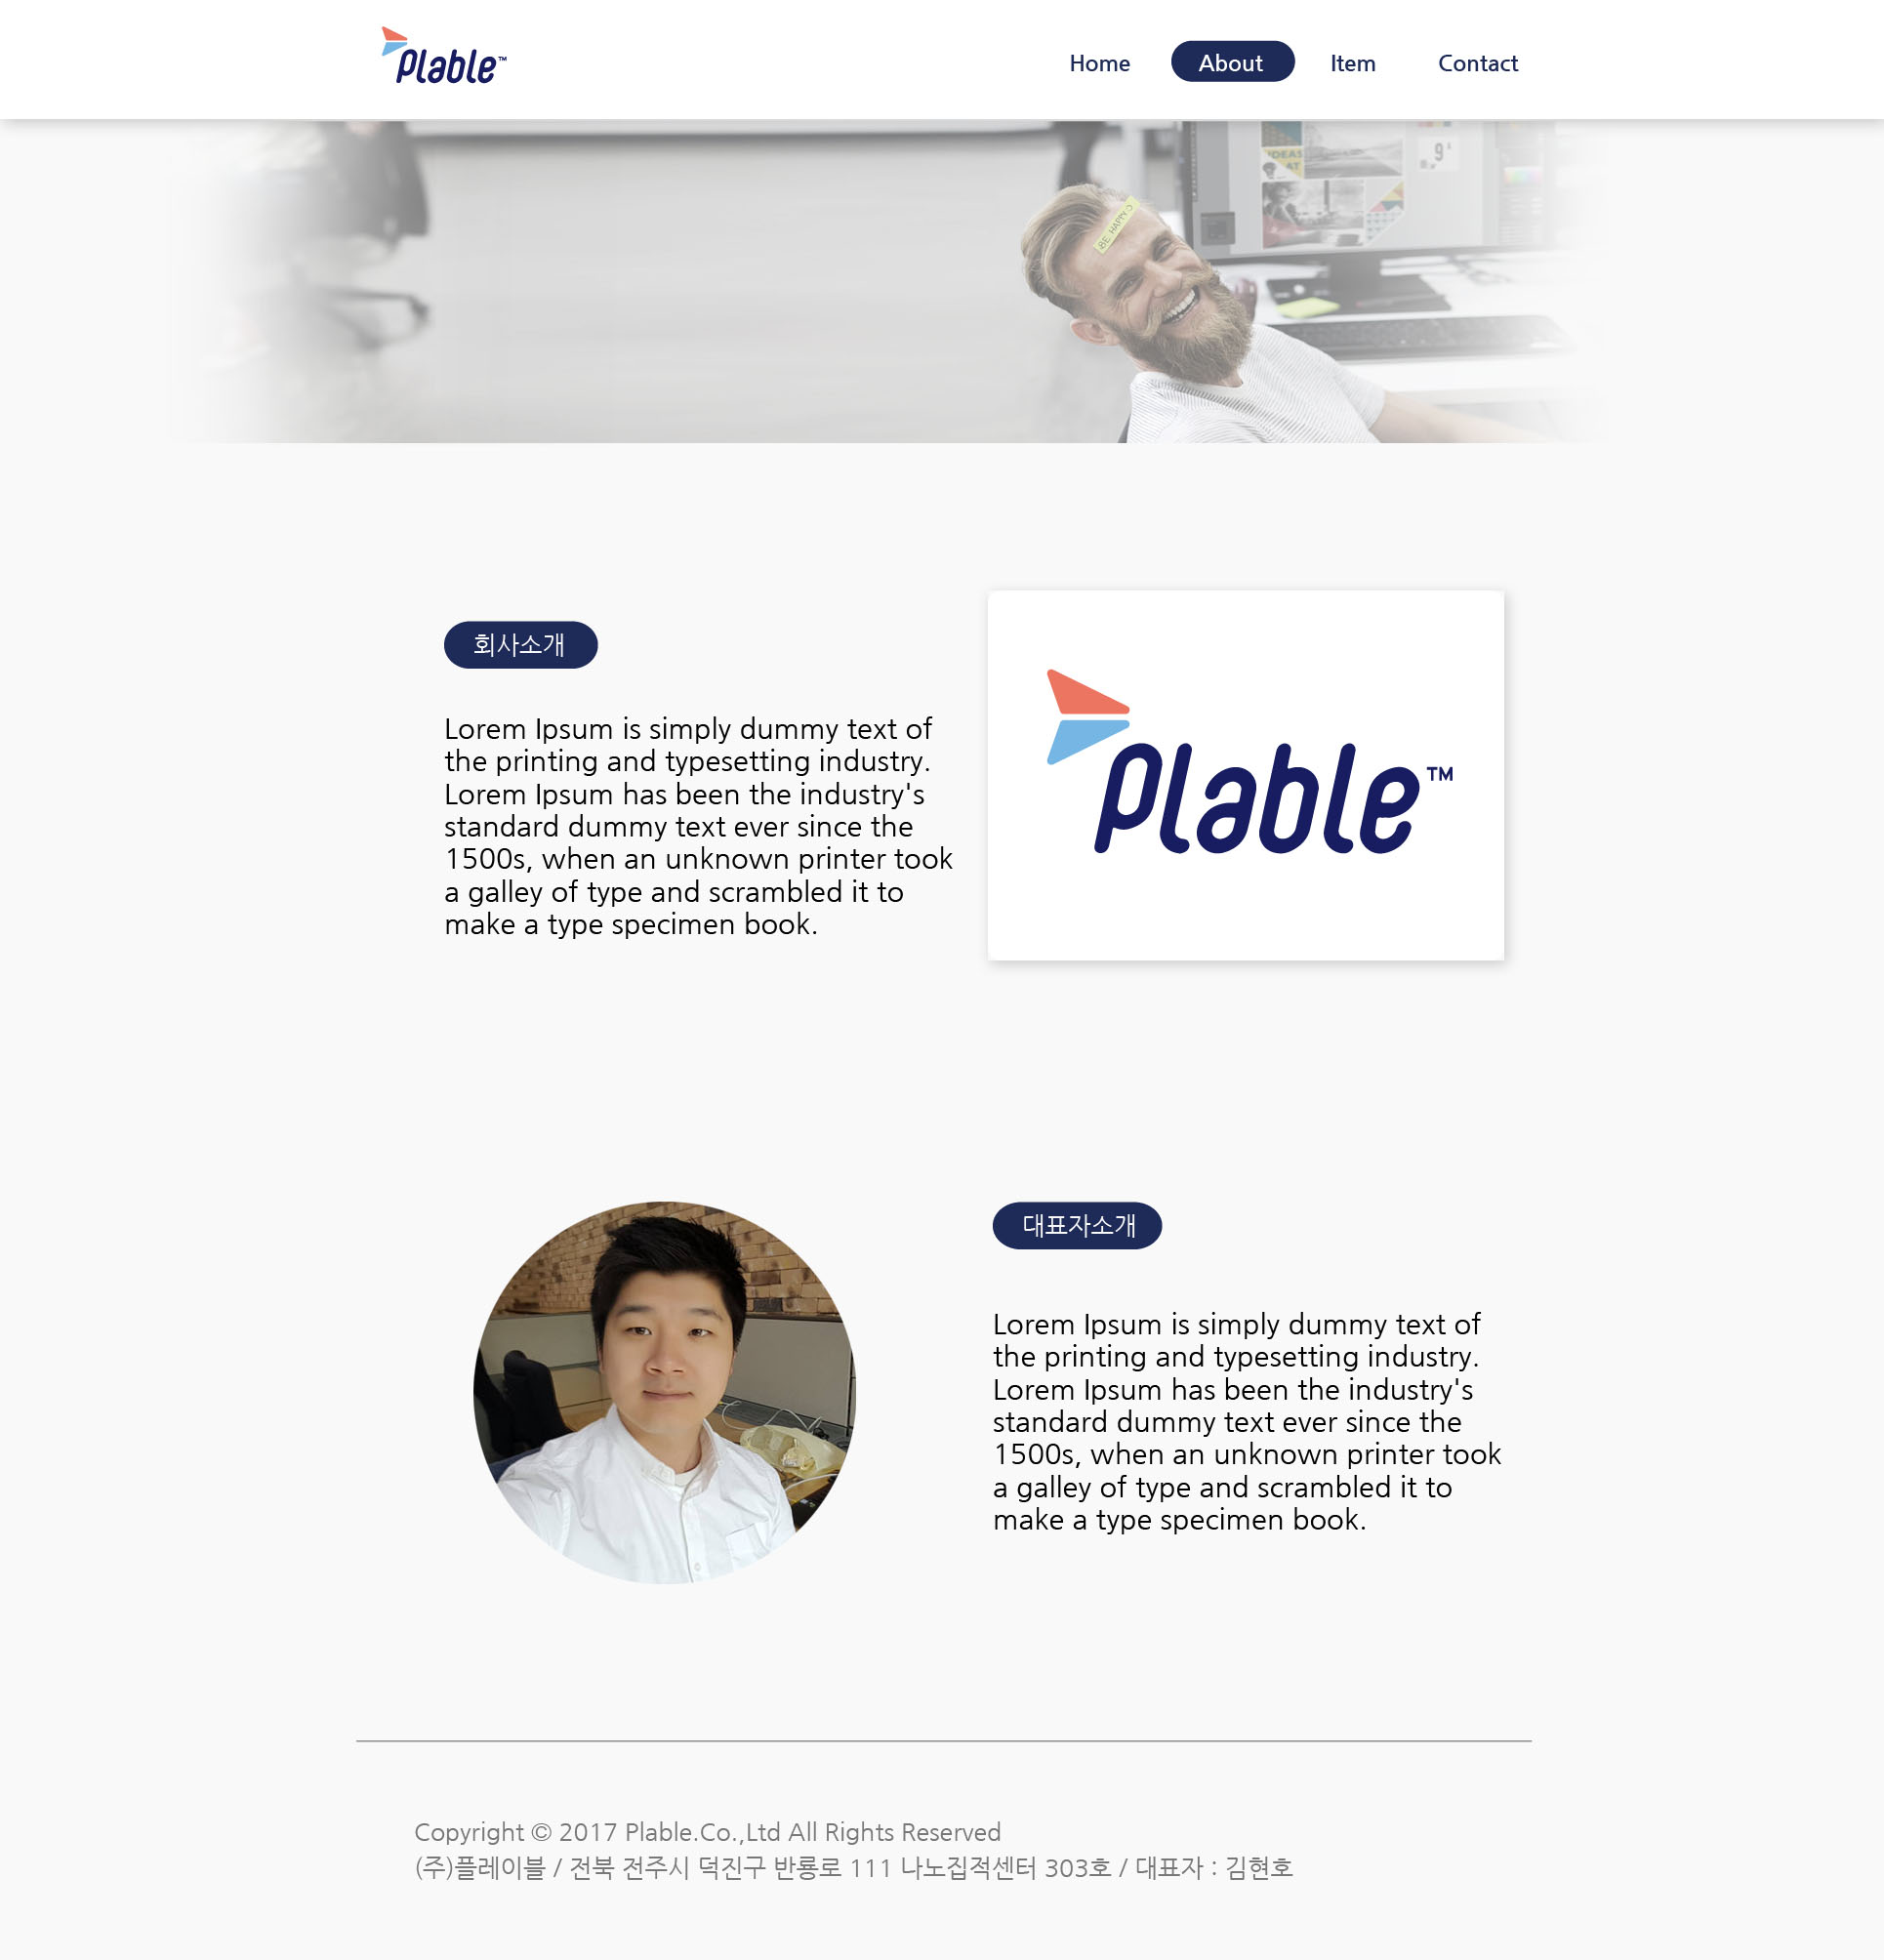 Plable™
Home About Item Contact
IDEAS
AT
9
BE HAPPY
회사소개
Lorem Ipsum is simply dummy text of
the printing and typesetting industry.
Lorem Ipsum has been the industry's
standard dummy text ever since the
1500s, when an unknown printer took
a galley of type and scrambled it to
make a type specimen book.
Plable™
대표자소개
Lorem Ipsum is simply dummy text of
the printing and typesetting industry.
Lorem Ipsum has been the industry's
standard dummy text ever since the
1500s, when an unknown printer took
a galley of type and scrambled it to
make a type specimen book.
Copyright © 2017 Plable.Co.,Ltd All Rights Reserved
(주)플레이블 / 전북 전주시 덕진구 반룡로 111 나노집적센터 303호 / 대표자 : 김현호